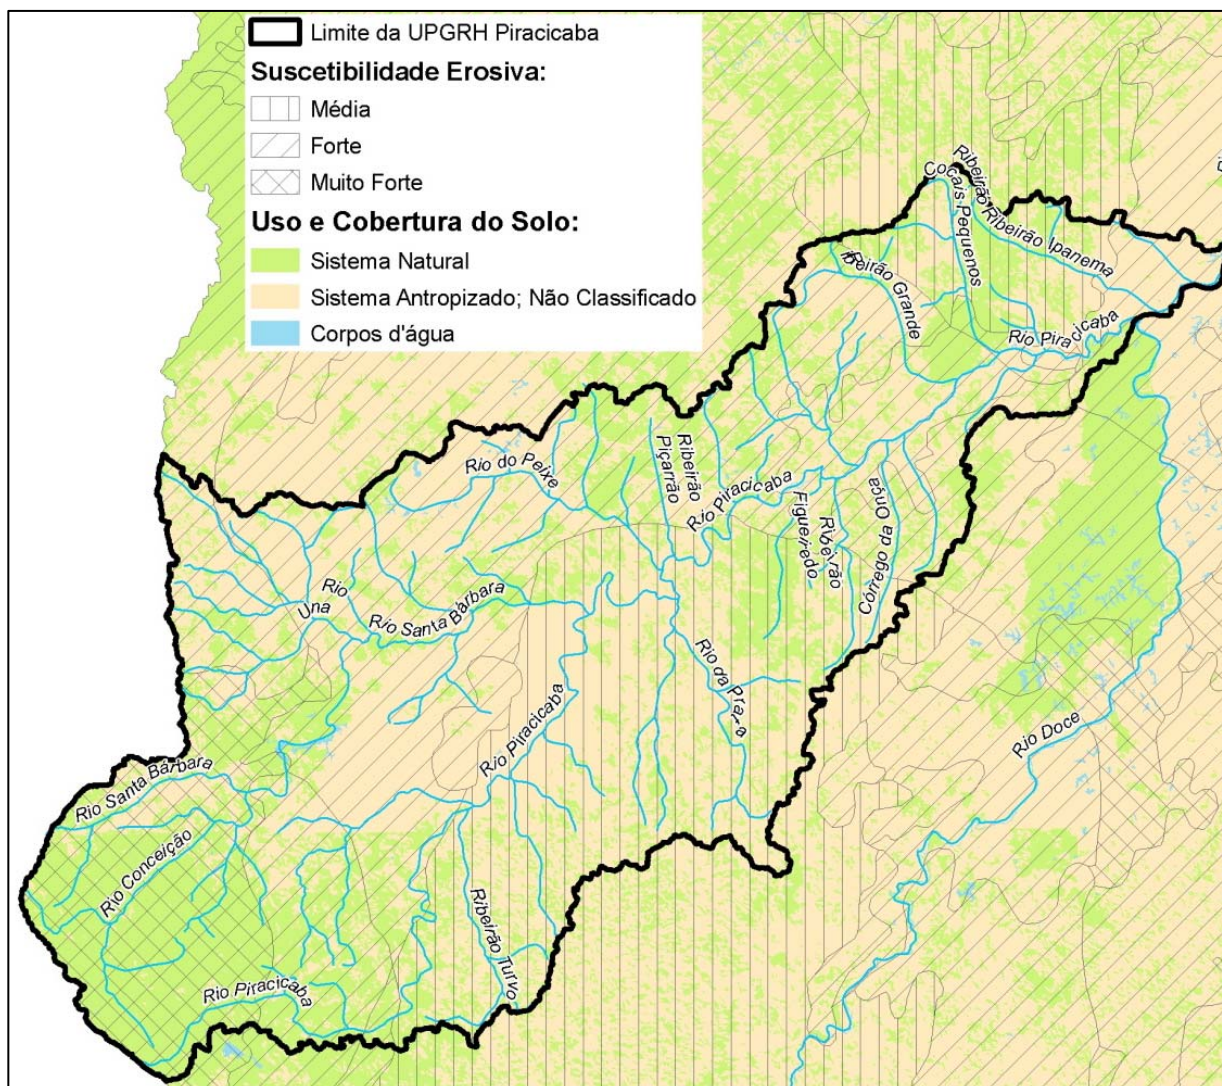 Limite da UPGRH Piracicaba
Suscetibilidade Erosiva:
Média
Forte
Muito Forte
Uso e Cobertura do Solo:
Sistema Natural
Sistema Antropizado; Não Classificado
Corpos d'água
Ribeirão Ipanema
Ribeirão
Cocais Pequenos
Ribeirão Grande
Rio Piracicaba
Rio do Peixe
Ribeirão
Piçarrão
Rio Piracicaba
Ribeirão
Figueiredo
Córrego da Onça
Rio
Una
Rio Santa Bárbara
Rio da Prata
Rio Piracicaba
Rio Doce
Rio Santa Bárbara
Rio Conceição
Ribeirão Turvo
Rio Piracicaba